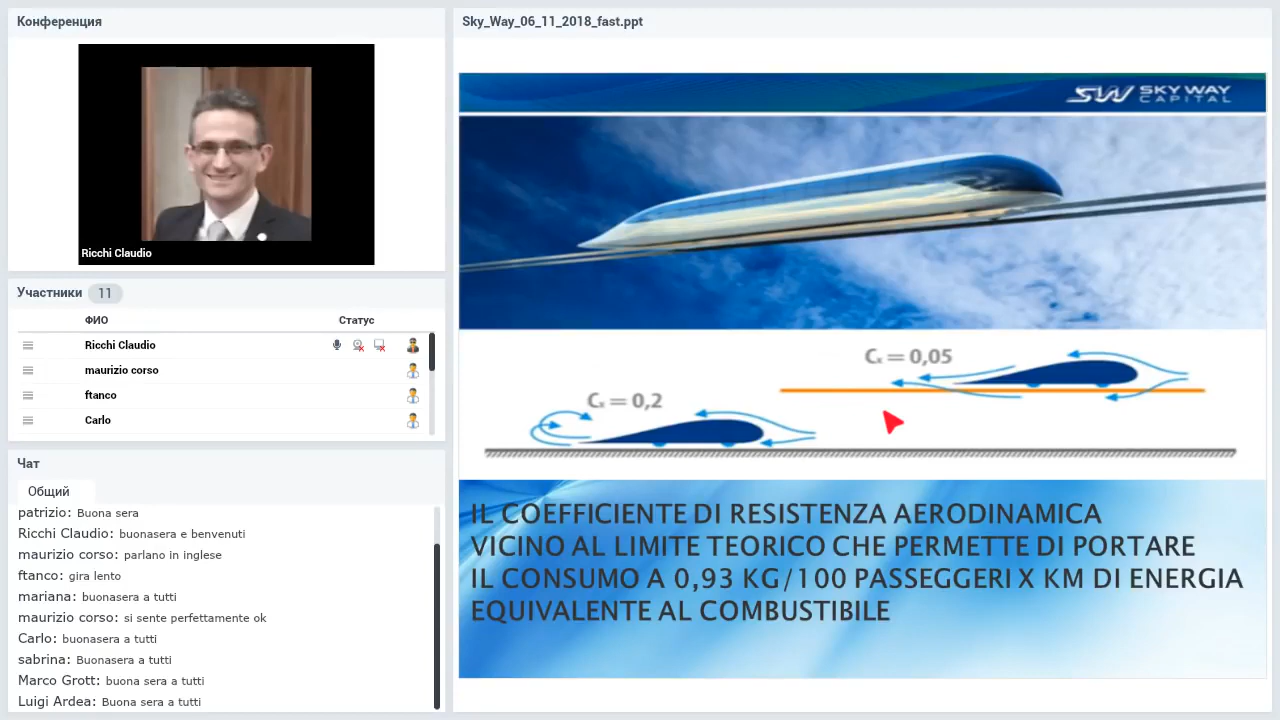 Конференция
Ricchi Claudio
Участники 11
ФИО Статус
Ricchi Claudio
maurizio corso
ftanco
Carlo
Чат
Общий
patrizio: Buona sera
Ricchi Claudio: buonasera e benvenuti
maurizio corso: parlano in inglese
ftanco: gira lento
mariana: buonasera a tutti
maurizio corso: si sente perfettamente ok
Carlo: buonasera a tutti
sabrina: Buonasera a tutti
Marco Grott: buona sera a tutti
Luigi Ardea: Buona sera a tutti
Sky_Way_06_11_2018_fast.ppt
SW SKY WAY
CAPITAL
Cₓ = 0,05
Cₓ = 0,2
IL COEFFICIENTE DI RESISTENZA AERODINAMICA
VICINO AL LIMITE TEORICO CHE PERMETTE DI PORTARE
IL CONSUMO A 0,93 KG/100 PASSEGGERI X KM DI ENERGIA
EQUIVALENTE AL COMBUSTIBILE